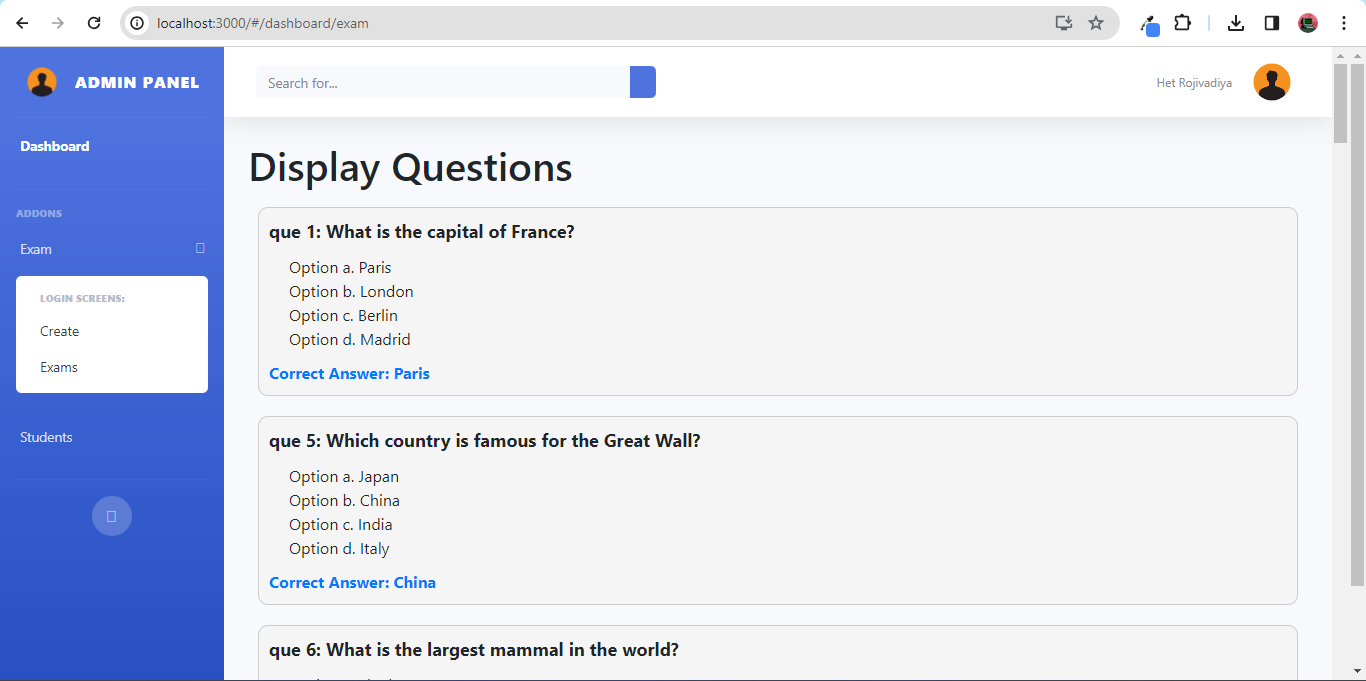 localhost:3000/#/dashboard/exam
ADMIN PANEL
Search for...
Het Rojivadiya
Dashboard
Display Questions
ADDONS
Exam
LOGIN SCREENS:
Create
Exams
Students
que 1: What is the capital of France?
Option a. Paris
Option b. London
Option c. Berlin
Option d. Madrid
Correct Answer: Paris
que 5: Which country is famous for the Great Wall?
Option a. Japan
Option b. China
Option c. India
Option d. Italy
Correct Answer: China
que 6: What is the largest mammal in the world?